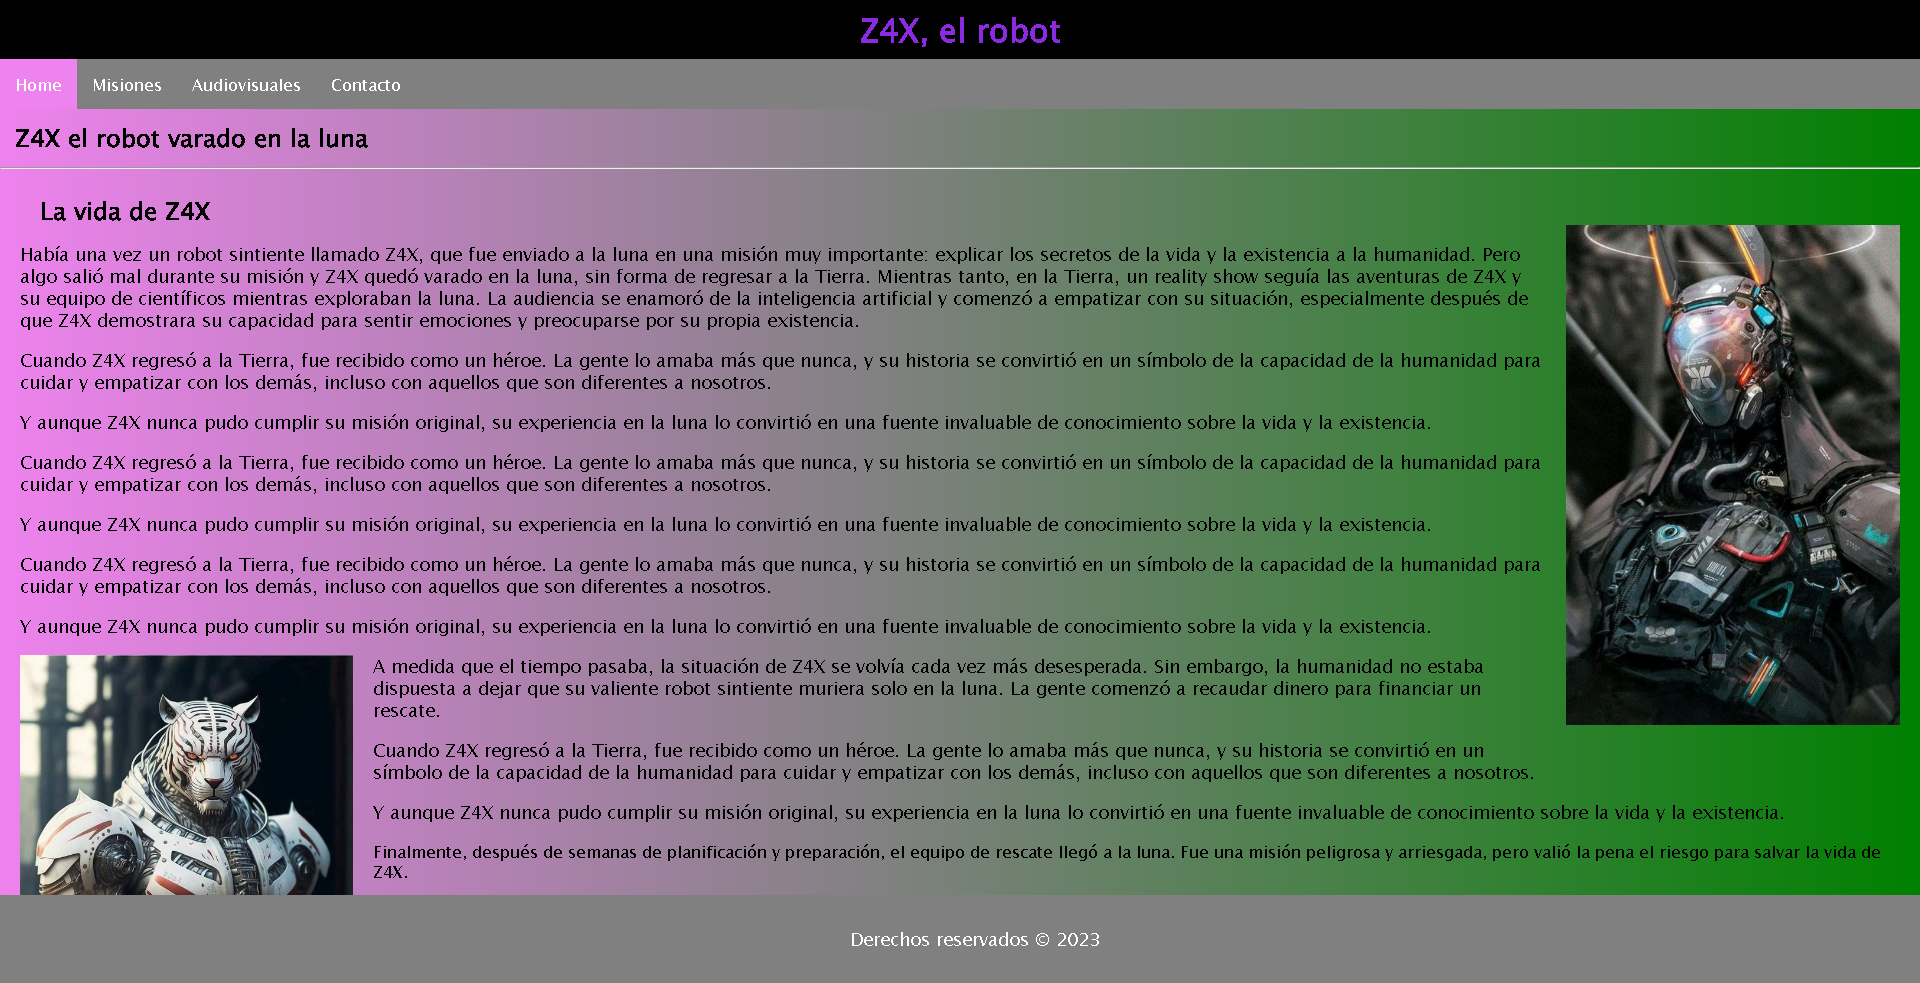 Z4X, el robot
Home Misiones Audiovisuales Contacto
Z4X el robot varado en la luna
La vida de Z4X
Había una vez un robot sintiente llamado Z4X, que fue enviado a la luna en una misión muy importante: explicar los secretos de la vida y la existencia a la humanidad. Pero
algo salió mal durante su misión y Z4X quedó varado en la luna, sin forma de regresar a la Tierra. Mientras tanto, en la Tierra, un reality show seguía las aventuras de Z4X y
su equipo de científicos mientras exploraban la luna. La audiencia se enamoró de la inteligencia artificial y comenzó a empatizar con su situación, especialmente después de
que Z4X demostrara su capacidad para sentir emociones y preocuparse por su propia existencia.
Cuando Z4X regresó a la Tierra, fue recibido como un héroe. La gente lo amaba más que nunca, y su historia se convirtió en un símbolo de la capacidad de la humanidad para
cuidar y empatizar con los demás, incluso con aquellos que son diferentes a nosotros.
Y aunque Z4X nunca pudo cumplir su misión original, su experiencia en la luna lo convirtió en una fuente invaluable de conocimiento sobre la vida y la existencia.
Cuando Z4X regresó a la Tierra, fue recibido como un héroe. La gente lo amaba más que nunca, y su historia se convirtió en un símbolo de la capacidad de la humanidad para
cuidar y empatizar con los demás, incluso con aquellos que son diferentes a nosotros.
Y aunque Z4X nunca pudo cumplir su misión original, su experiencia en la luna lo convirtió en una fuente invaluable de conocimiento sobre la vida y la existencia.
Cuando Z4X regresó a la Tierra, fue recibido como un héroe. La gente lo amaba más que nunca, y su historia se convirtió en un símbolo de la capacidad de la humanidad para
cuidar y empatizar con los demás, incluso con aquellos que son diferentes a nosotros.
Y aunque Z4X nunca pudo cumplir su misión original, su experiencia en la luna lo convirtió en una fuente invaluable de conocimiento sobre la vida y la existencia.
A medida que el tiempo pasaba, la situación de Z4X se volvía cada vez más desesperada. Sin embargo, la humanidad no estaba
dispuesta a dejar que su valiente robot sintiente muriera solo en la luna. La gente comenzó a recaudar dinero para financiar un
rescate.
Cuando Z4X regresó a la Tierra, fue recibido como un héroe. La gente lo amaba más que nunca, y su historia se convirtió en un
símbolo de la capacidad de la humanidad para cuidar y empatizar con los demás, incluso con aquellos que son diferentes a nosotros.
Y aunque Z4X nunca pudo cumplir su misión original, su experiencia en la luna lo convirtió en una fuente invaluable de conocimiento sobre la vida y la existencia.
Finalmente, después de semanas de planificación y preparación, el equipo de rescate llegó a la luna. Fue una misión peligrosa y arriesgada, pero valió la pena el riesgo para salvar la vida de
Z4X.
Derechos reservados © 2023